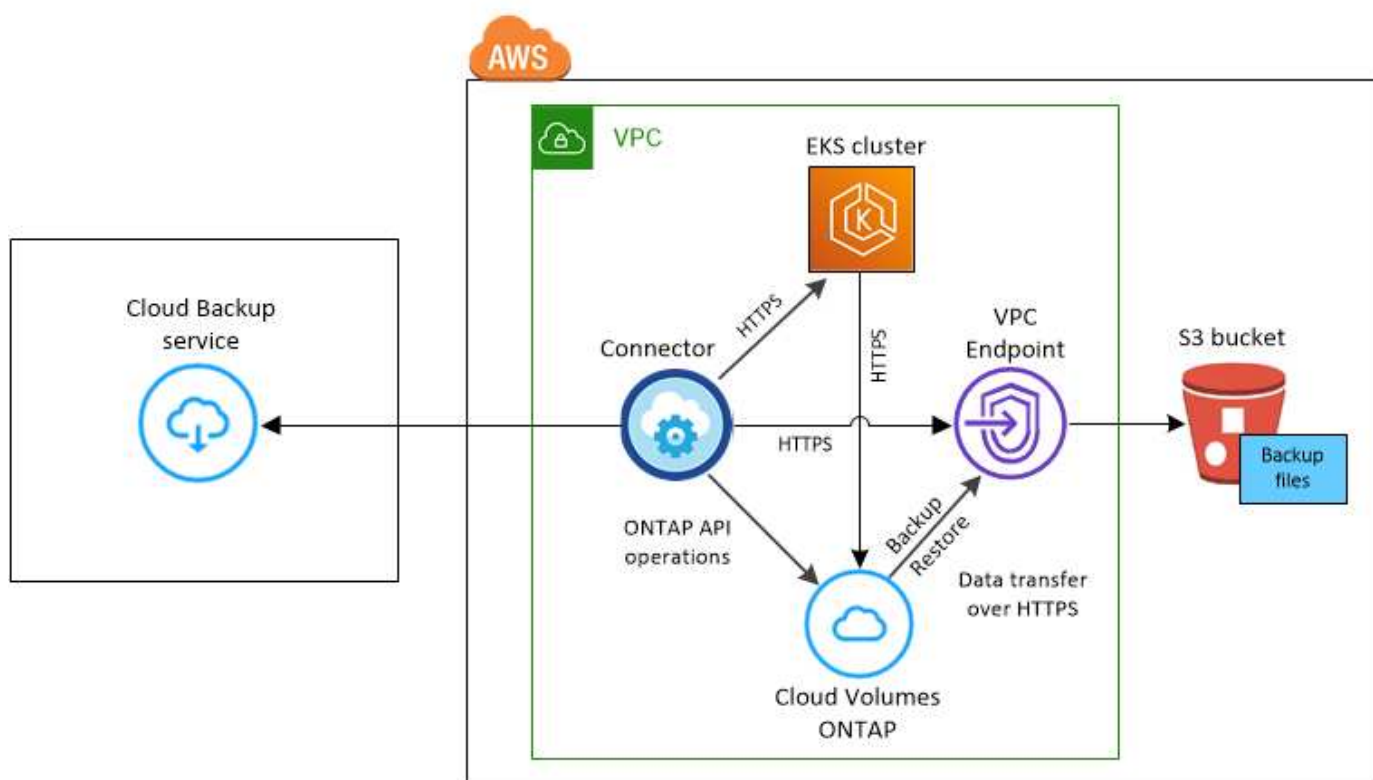 AWS
VPC
EKS cluster
K
Cloud Backup
service
Connector
HTTPS
HTTPS
VPC
Endpoint
S3 bucket
HTTPS
Backup
files
ONTAP API
operations
Backup
Restore
Data transfer
over HTTPS
Cloud Volumes
ONTAP